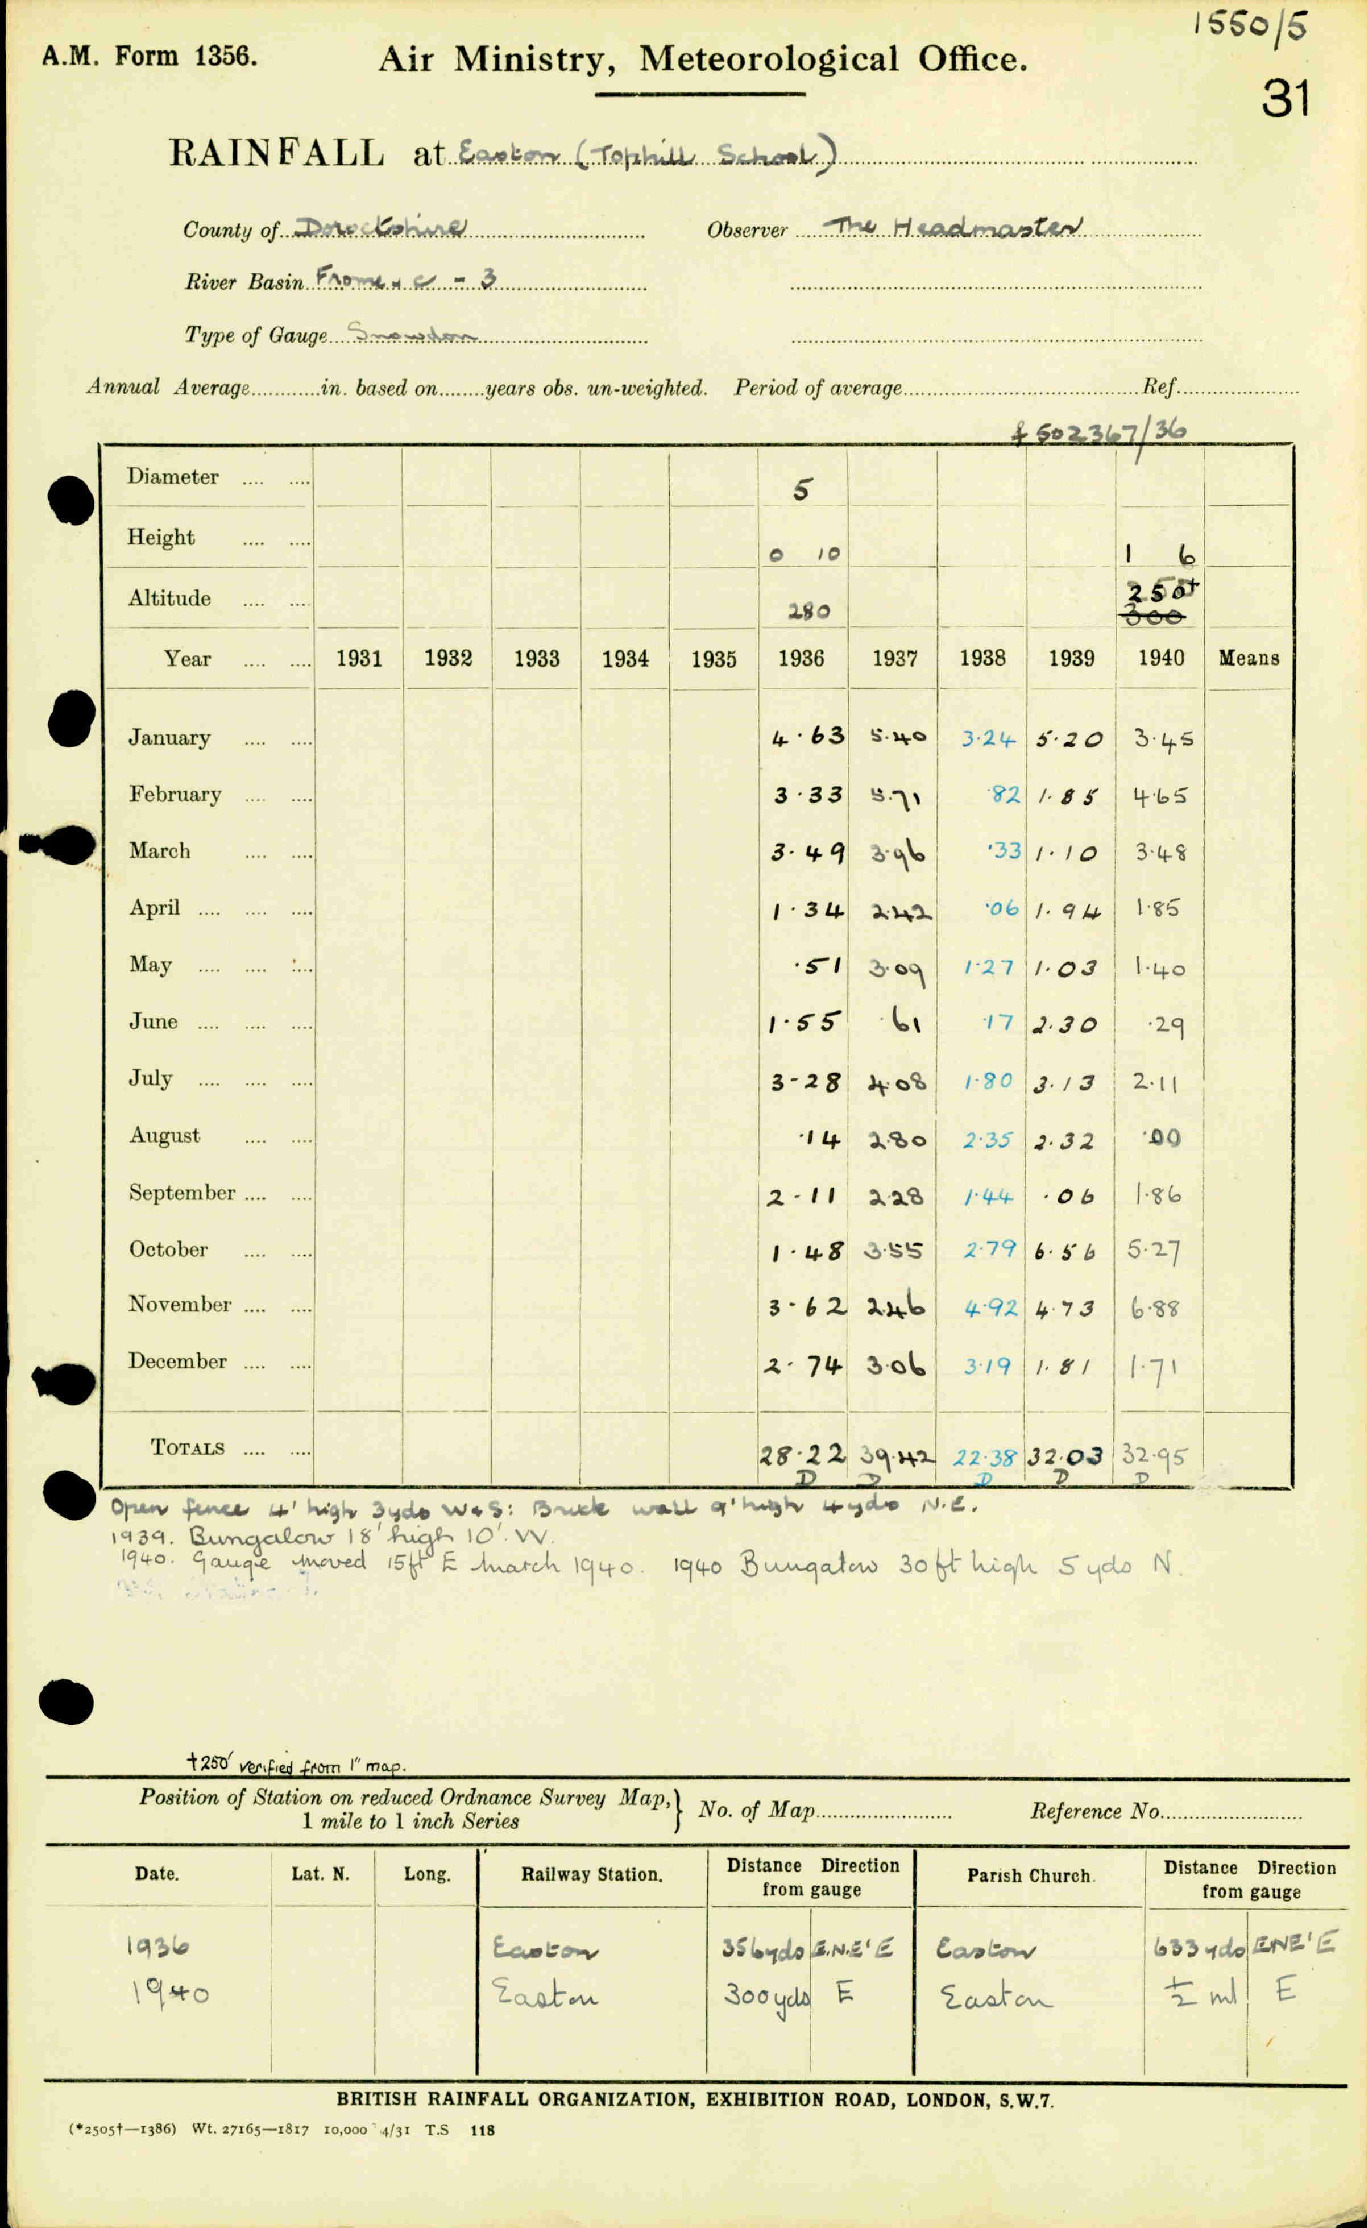 1550/5
A.M. Form 1356. Air Ministry, Meteorological Office.
31
RAINFALL at Easton (Tophill School)
County of Dorsetshire Observer The Headmaster
River Basin Frome &c - 3
Type of Gauge Snowdon
Annual Average in. based on years obs. un-weighted. Period of average Ref.
f 502367/36
Diameter 5
Height 0 10 1 6
Altitude 280 250† 300
Year 1931 1932 1933 1934 1935 1936 1937 1938 1939 1940 Means
January 4.63 5.40 3.24 5.20 3.45
February 3.33 5.71 .82 1.85 4.65
March 3.49 3.96 .33 1.10 3.48
April 1.34 2.42 .06 1.94 1.85
May .51 3.09 1.27 1.03 1.40
June 1.55 .61 .17 2.30 .29
July 3.28 4.08 1.80 3.13 2.11
August .14 2.80 2.35 2.32 .00
September 2.11 2.28 1.44 .06 1.86
October 1.48 3.55 2.79 6.56 5.27
November 3.62 2.46 4.92 4.73 6.88
December 2.74 3.06 3.19 1.81 1.71
TOTALS 28.22 39.42 22.38 32.03 32.95
D D D D D
Open fence 4' high 3yds W & S: Brick wall 9' high 4yds N.E.
1939. Bungalow 18' high 10'. W.
1940. Gauge moved 15ft E March 1940. 1940 Bungalow 30ft high 5 yds N.
†250' verified from 1" map.
Position of Station on reduced Ordnance Survey Map,} No. of Map Reference No.
1 mile to 1 inch Series
Date. Lat. N. Long. Railway Station. Distance Direction from gauge Parish Church. Distance Direction from gauge
1936 Easton 356yds E.N.E'E Easton 633yds ENE'E
1940 Easton 300yds E Easton ½ ml E
BRITISH RAINFALL ORGANIZATION, EXHIBITION ROAD, LONDON, S.W.7.
(*2505†—1386) Wt. 27165—1817 10,000 4/31 T.S 118